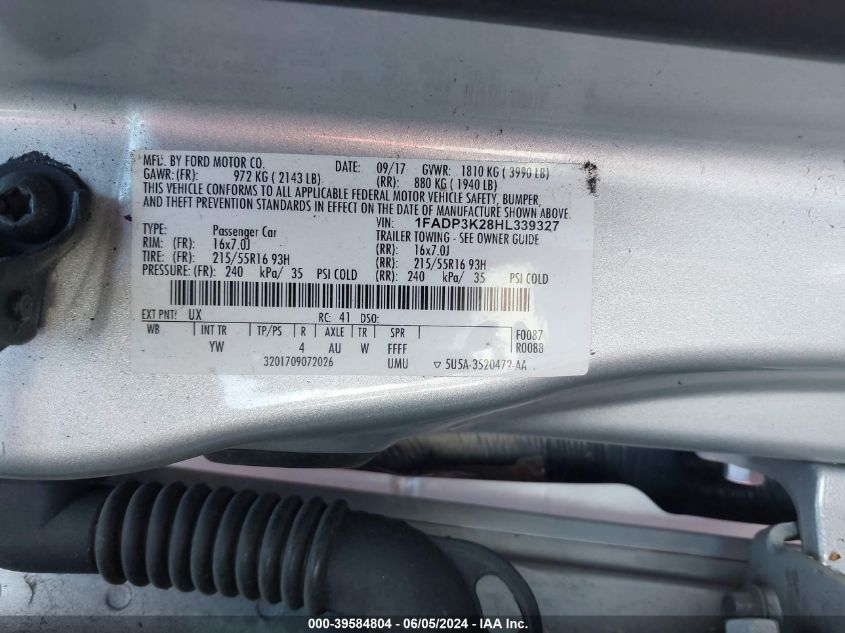 MFD. BY FORD MOTOR CO. DATE: 09/17 GVWR: 1810 KG ( 3990 LB)
GAWR: (FR) 972 KG ( 2143 LB) (RR): 880 KG ( 1940 LB)
THIS VEHICLE CONFORMS TO ALL APPLICABLE FEDERAL MOTOR VEHICLE SAFETY, BUMPER,
AND THEFT PREVENTION STANDARDS IN EFFECT ON THE DATE OF MANUFACTURE SHOWN ABOVE.
VIN: 1FADP3K28HL339327
TYPE: Passenger Car TRAILER TOWING - SEE OWNER GUIDE
RIM: (FR) 16x7.0J (RR): 16x7.0J
TIRE: (FR) 215/55R16 93H (RR): 215/55R16 93H
PRESSURE: (FR) 240 kPa/ 35 PSI COLD (RR) 240 kPa/ 35 PSI COLD
EXT PNT: UX RC: 41 DSO:
WB INT TR TP/PS R AXLE TR SPR F0087
- YW 4 AU W FFFF R0088
3201709072026 UMU ▽ 5U5A-3520472-AA
000-39584804 - 06/05/2024 - IAA Inc.